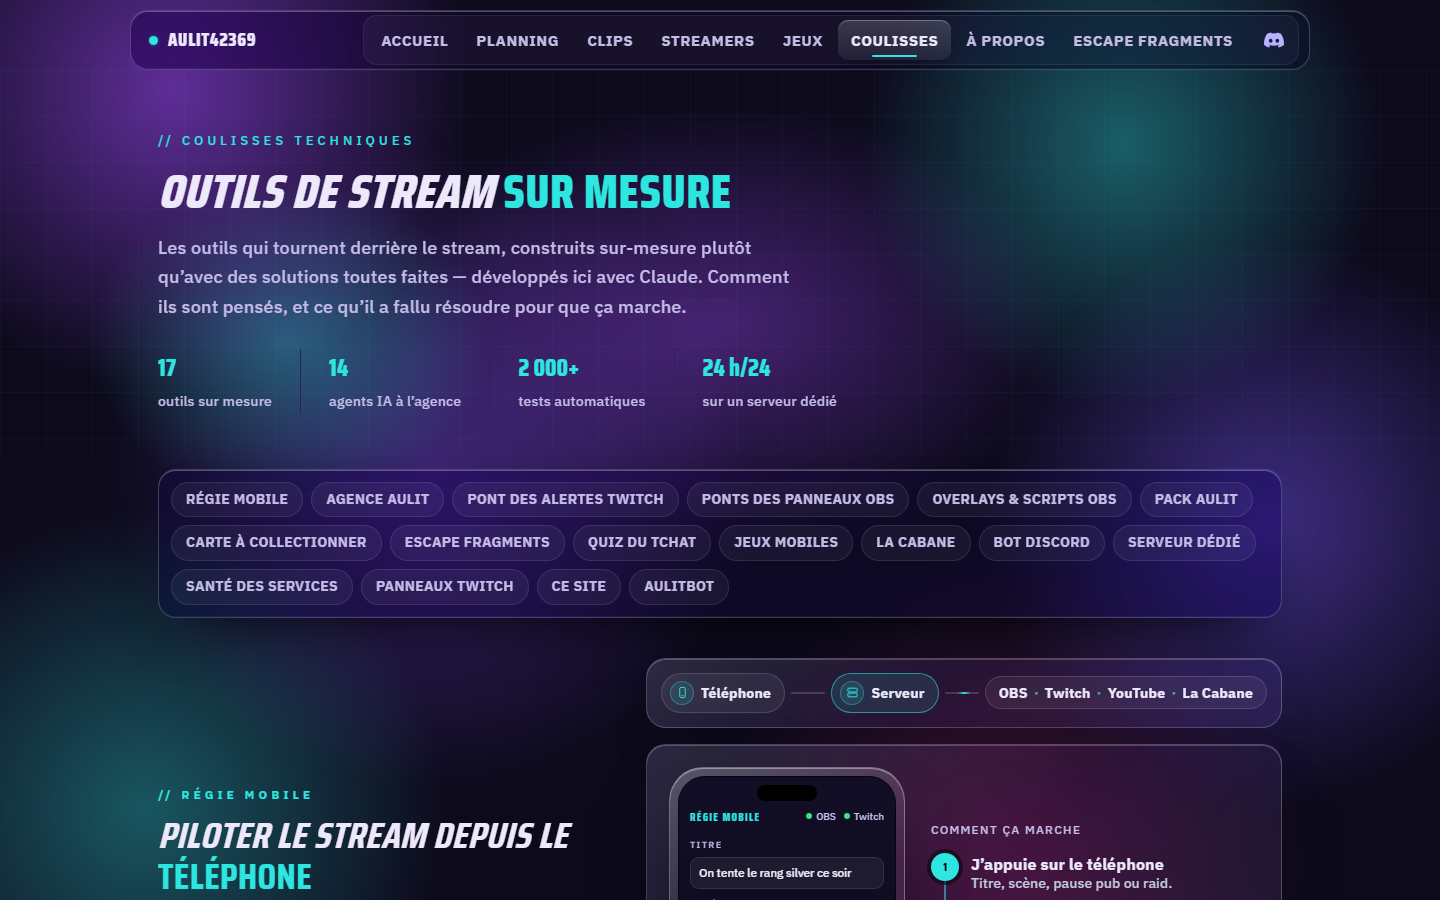 AULIT42369
ACCUEIL PLANNING CLIPS STREAMERS JEUX COULISSES À PROPOS ESCAPE FRAGMENTS
// COULISSES TECHNIQUES
OUTILS DE STREAM SUR MESURE
Les outils qui tournent derrière le stream, construits sur-mesure plutôt
qu’avec des solutions toutes faites — développés ici avec Claude. Comment
ils sont pensés, et ce qu’il a fallu résoudre pour que ça marche.
17 14 2 000+ 24 h/24
outils sur mesure agents IA à l’agence tests automatiques sur un serveur dédié
RÉGIE MOBILE AGENCE AULIT PONT DES ALERTES TWITCH PONTS DES PANNEAUX OBS OVERLAYS & SCRIPTS OBS PACK AULIT
CARTE À COLLECTIONNER ESCAPE FRAGMENTS QUIZ DU TCHAT JEUX MOBILES LA CABANE BOT DISCORD SERVEUR DÉDIÉ
SANTÉ DES SERVICES PANNEAUX TWITCH CE SITE AULITBOT
Téléphone Serveur OBS • Twitch • YouTube • La Cabane
// RÉGIE MOBILE
PILOTER LE STREAM DEPUIS LE
TÉLÉPHONE
RÉGIE MOBILE OBS Twitch
TITRE
On tente le rang silver ce soir
COMMENT ÇA MARCHE
1 J’appuie sur le téléphone
Titre, scène, pause pub ou raid.